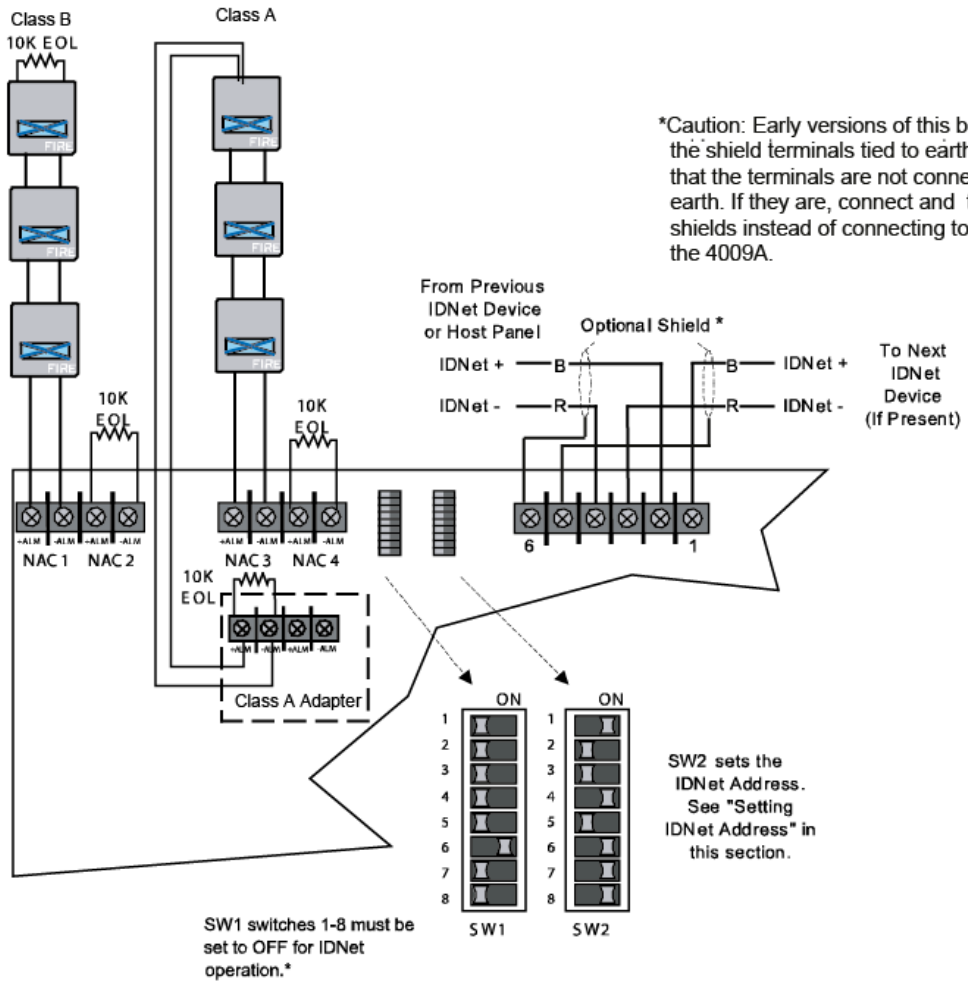 Class B
10K EOL
Class A
FIRE
FIRE
FIRE
FIRE
FIRE
FIRE
*Caution: Early versions of this b
the shield terminals tied to earth
that the terminals are not conne
earth. If they are, connect and
shields instead of connecting to
the 4009A.
From Previous
IDNet Device
or Host Panel
Optional Shield *
IDNet + B B IDNet +
IDNet - R R IDNet -
To Next
IDNet
Device
(If Present)
10K
EOL
10K
EOL
+ALM -ALM +ALM -ALM
NAC 1 NAC 2
+ALM -ALM +ALM -ALM
NAC 3 NAC 4
6 1
10K
EOL
+ALM -ALM +ALM -ALM
Class A Adapter
ON
1
2
3
4
5
6
7
8
SW1
ON
1
2
3
4
5
6
7
8
SW2
SW2 sets the
IDNet Address.
See "Setting
IDNet Address" in
this section.
SW1 switches 1-8 must be
set to OFF for IDNet
operation.*